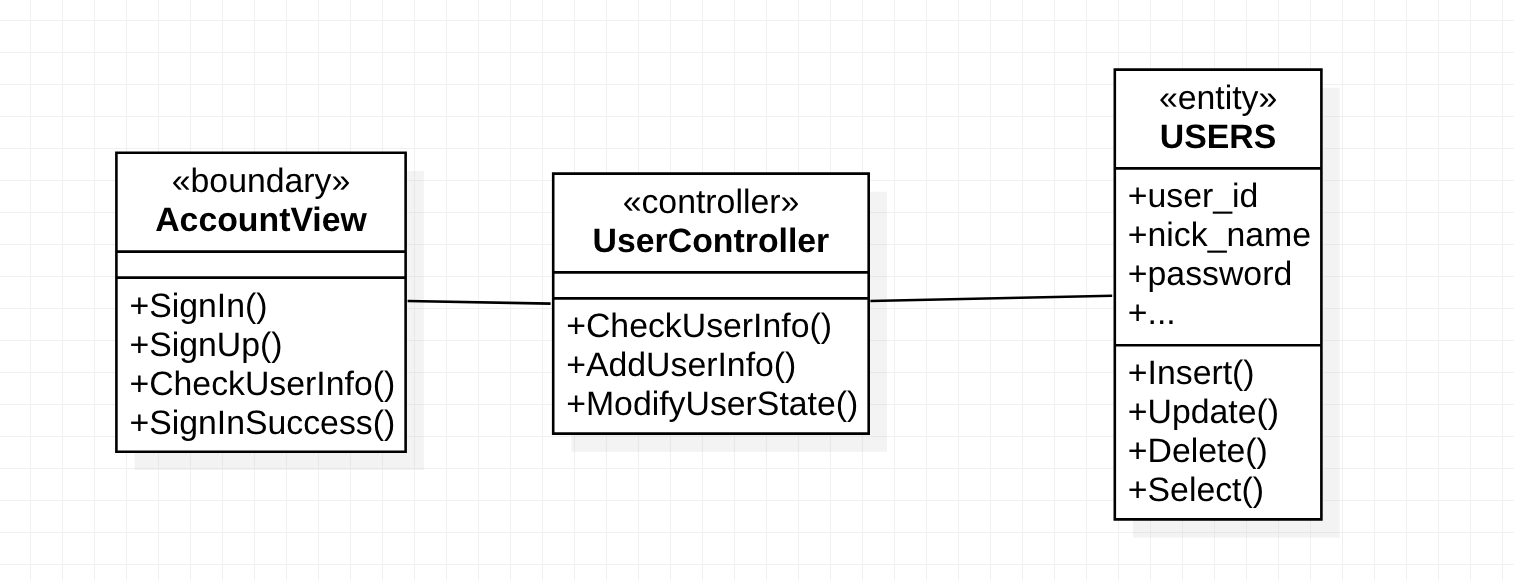 «boundary»
AccountView
+SignIn()
+SignUp()
+CheckUserInfo()
+SignInSuccess()
«controller»
UserController
+CheckUserInfo()
+AddUserInfo()
+ModifyUserState()
«entity»
USERS
+user_id
+nick_name
+password
+...
+Insert()
+Update()
+Delete()
+Select()